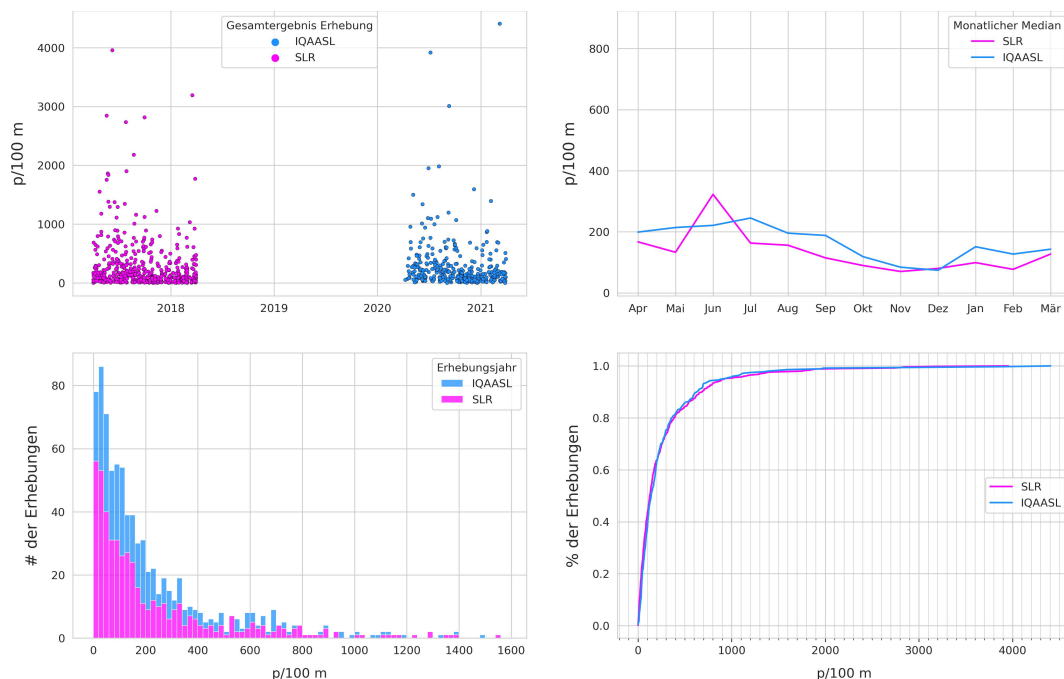 Gesamtergebnis Erhebung
IQAASL
SLR
p/100 m
4000
3000
2000
1000
0
2018
2019
2020
2021
Monatlicher Median
SLR
IQAASL
p/100 m
800
600
400
200
0
Apr Mai Jun Jul Aug Sep Okt Nov Dez Jan Feb Mär
Erhebungsjahr
IQAASL
SLR
# der Erhebungen
80
60
40
20
0
0 200 400 600 800 1000 1200 1400 1600
p/100 m
SLR
IQAASL
% der Erhebungen
1.0
0.8
0.6
0.4
0.2
0.0
0 1000 2000 3000 4000
p/100 m